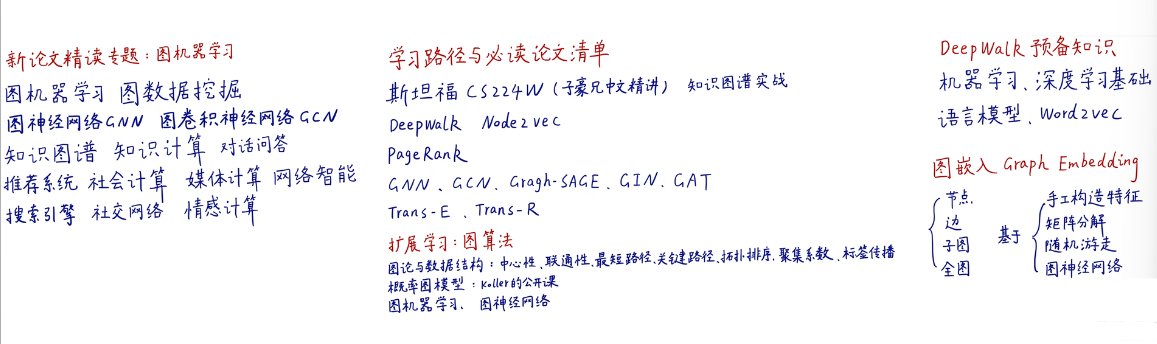 新论文精读专题：图机器学习
图机器学习 图数据挖掘
图神经网络GNN 图卷积神经网络GCN
知识图谱 知识计算 对话问答
推荐系统 社会计算 媒体计算 网络智能
搜索引擎 社交网络 情感计算
学习路径与必读论文清单
斯坦福 CS224W（子豪兄中文精讲） 知识图谱实战
DeepWalk Node2vec
PageRank
GNN、GCN、Gragh-SAGE、GIN、GAT
Trans-E、Trans-R
扩展学习：图算法
图论与数据结构：中心性、联通性、最短路径、关键路径、拓扑排序、聚集系数、标签传播
概率图模型：Koller的公开课
图机器学习、图神经网络
DeepWalk 预备知识
机器学习、深度学习基础
语言模型、Word2vec
图嵌入 Graph Embedding
节点
边
子图
全图
基于
手工构造特征
矩阵分解
随机游走
图神经网络